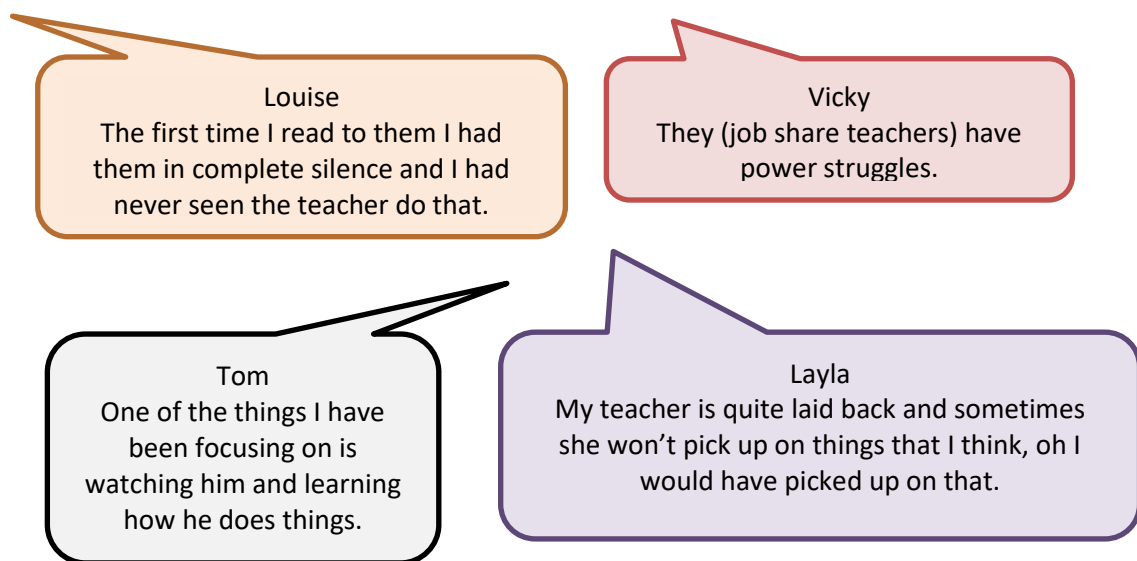 Louise
The first time I read to them I had
them in complete silence and I had
never seen the teacher do that.
Vicky
They (job share teachers) have
power struggles.
Tom
One of the things I have
been focusing on is
watching him and learning
how he does things.
Layla
My teacher is quite laid back and sometimes
she won’t pick up on things that I think, oh I
would have picked up on that.